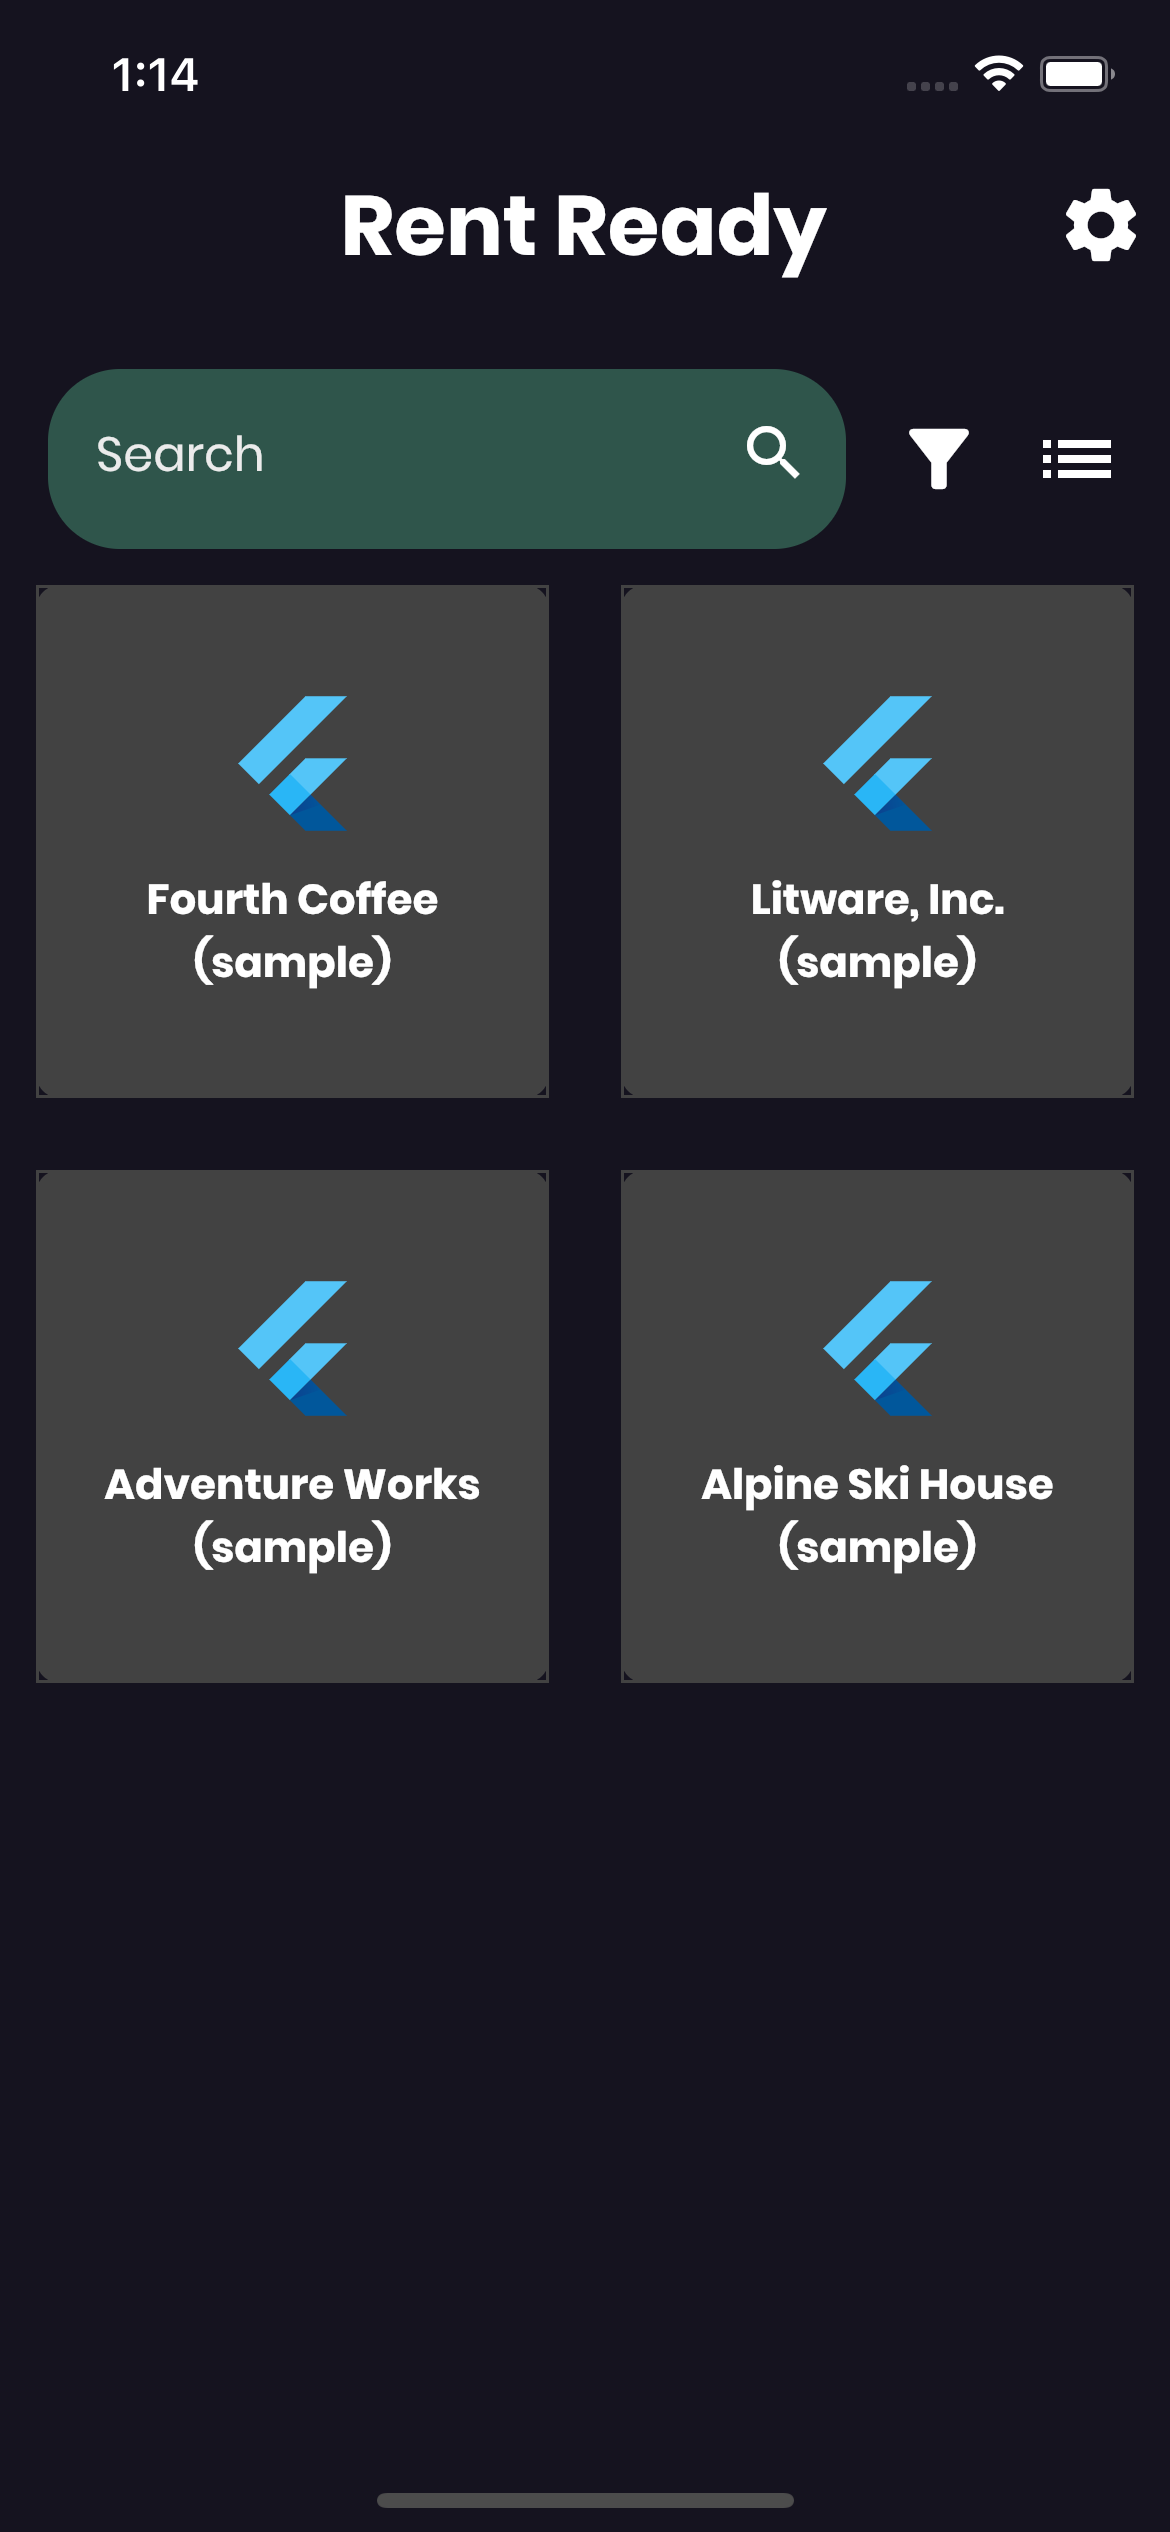 1:14
Rent Ready
Search
Fourth Coffee
(sample)
Litware, Inc.
(sample)
Adventure Works
(sample)
Alpine Ski House
(sample)